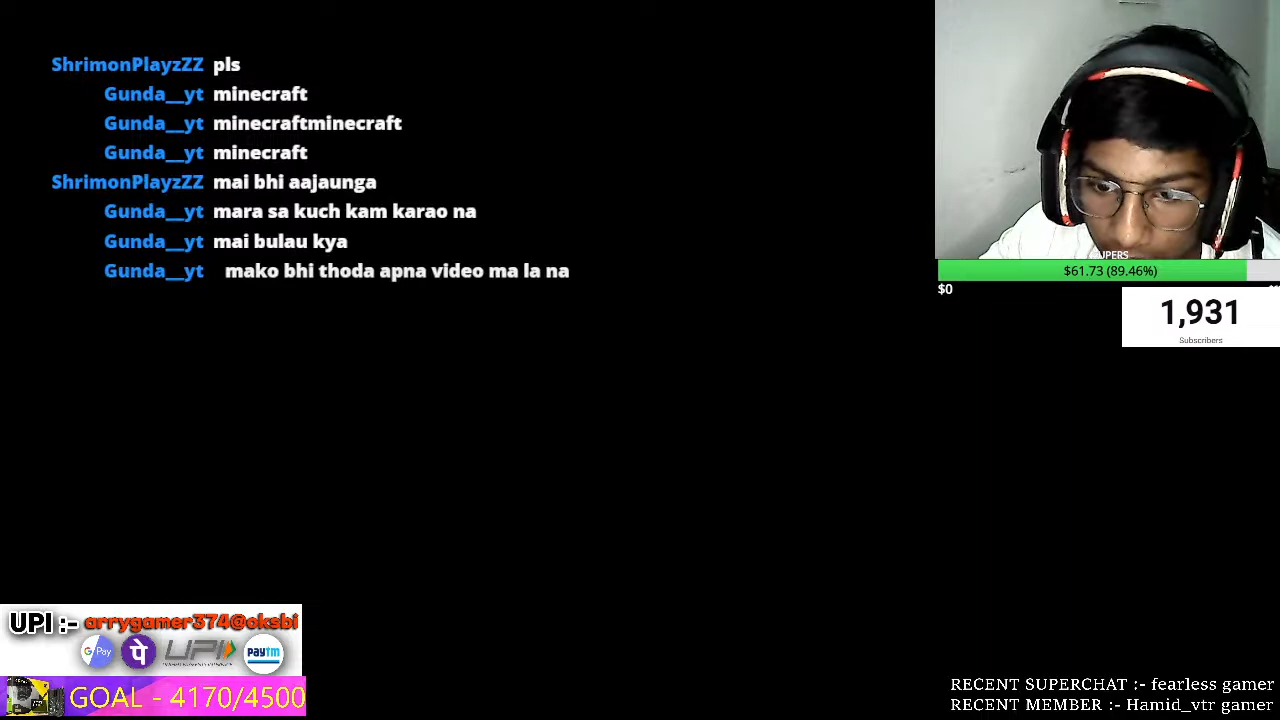 ShrimonPlayzZZ pls
Gunda__yt minecraft
Gunda__yt minecraftminecraft
Gunda__yt minecraft
ShrimonPlayzZZ mai bhi aajaunga
Gunda__yt mara sa kuch kam karao na
Gunda__yt mai bulau kya
Gunda__yt mako bhi thoda apna video ma la na
$61.73 (89.46%)
$0
1,931
Subscribers
UPI :- arrygamer374@oksbi
G Pay
UPI
paytm
GOAL - 4170/4500
RECENT SUPERCHAT :- fearless gamer
RECENT MEMBER :- Hamid_vtr gamer